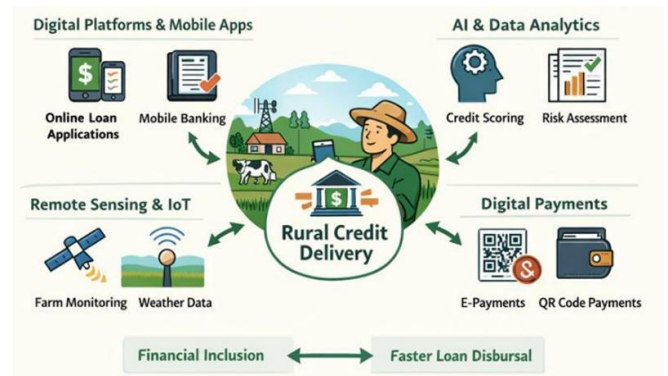 Digital Platforms & Mobile Apps
AI & Data Analytics
$
Online Loan
Applications
Mobile Banking
Credit Scoring
Risk Assessment
Remote Sensing & IoT
Digital Payments
$
Rural Credit
Delivery
&
Farm Monitoring
Weather Data
E-Payments
QR Code Payments
Financial Inclusion
Faster Loan Disbursal